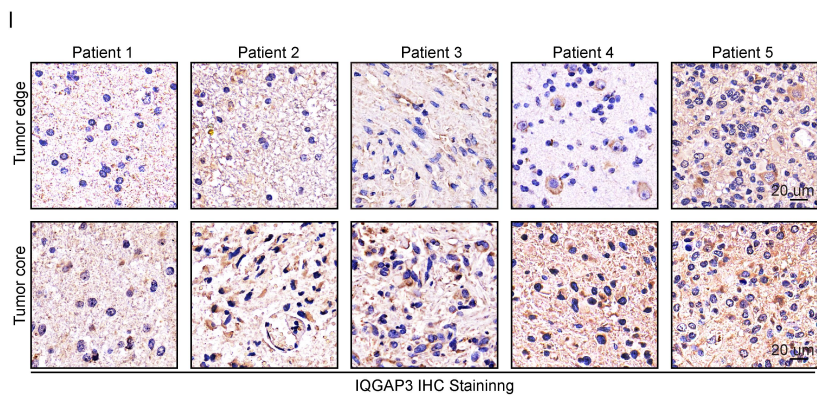 I
Patient 1 Patient 2 Patient 3 Patient 4 Patient 5
Tumor edge
20 um
Tumor core
20 um
IQGAP3 IHC Staininng